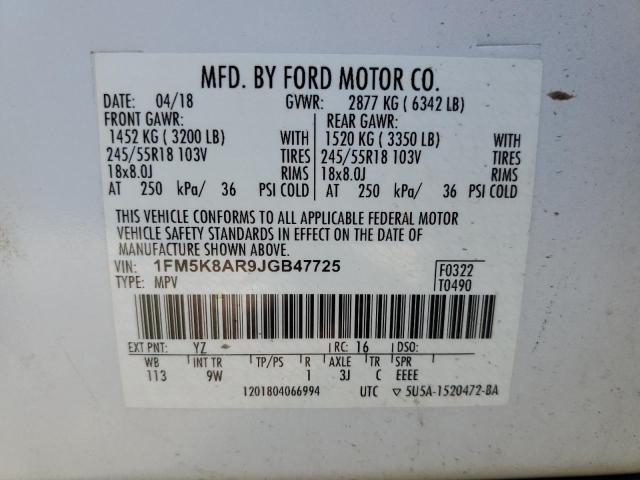 MFD. BY FORD MOTOR CO.
DATE: 04/18 GVWR: 2877 KG ( 6342 LB)
FRONT GAWR: REAR GAWR:
1452 KG ( 3200 LB) WITH 1520 KG ( 3350 LB) WITH
245/55R18 103V TIRES 245/55R18 103V TIRES
18x8.0J RIMS 18x8.0J RIMS
AT 250 kPa/ 36 PSI COLD AT 250 kPa/ 36 PSI COLD
THIS VEHICLE CONFORMS TO ALL APPLICABLE FEDERAL MOTOR
VEHICLE SAFETY STANDARDS IN EFFECT ON THE DATE OF
MANUFACTURE SHOWN ABOVE.
VIN: 1FM5K8AR9JGB47725 F0322
TYPE: MPV T0490
EXT PNT: YZ RC: 16 DSO:
WB INT TR TP/PS R AXLE TR SPR
113 9W 1 3J C EEEE
1201804066994 UTC ▽ 5U5A-1520472-BA